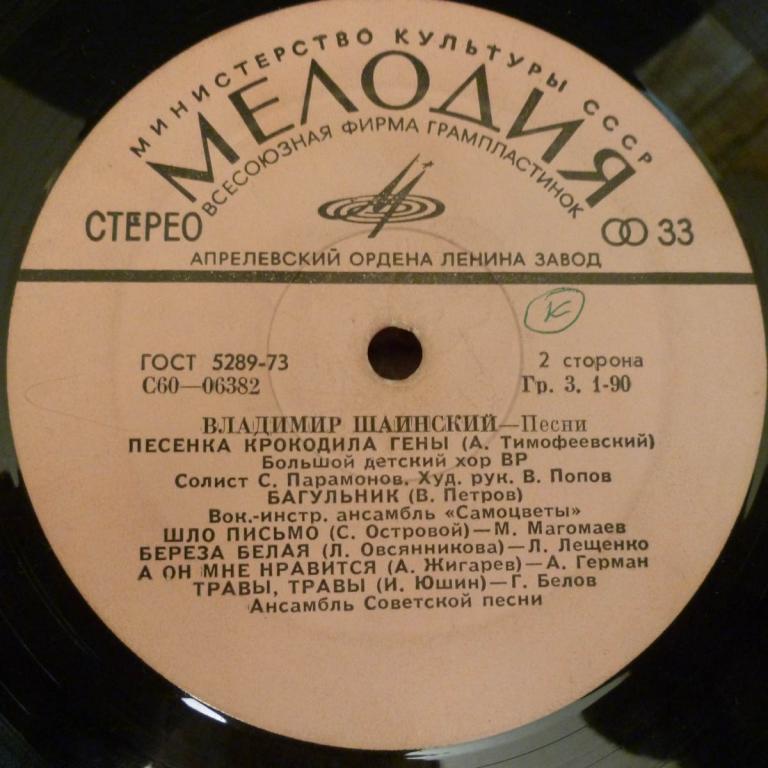 МИНИСТЕРСТВО КУЛЬТУРЫ СССР
МЕЛОДИЯ
ВСЕСОЮЗНАЯ ФИРМА ГРАМПЛАСТИНОК
СТЕРЕО 33
АПРЕЛЕВСКИЙ ОРДЕНА ЛЕНИНА ЗАВОД
К
ГОСТ 5289-73 2 сторона
С60—06382 Гр. 3. 1-90
ВЛАДИМИР ШАИНСКИЙ—Песни
ПЕСЕНКА КРОКОДИЛА ГЕНЫ (А. Тимофеевский)
Большой детский хор ВР
Солист С. Парамонов. Худ. рук. В. Попов
БАГУЛЬНИК (В. Петров)
Вок.-инстр. ансамбль «Самоцветы»
ШЛО ПИСЬМО (С. Островой)—М. Магомаев
БЕРЕЗА БЕЛАЯ (Л. Овсянникова)—Л. Лещенко
А ОН МНЕ НРАВИТСЯ (А. Жигарев)—А. Герман
ТРАВЫ, ТРАВЫ (И. Юшин)—Г. Белов
Ансамбль Советской песни